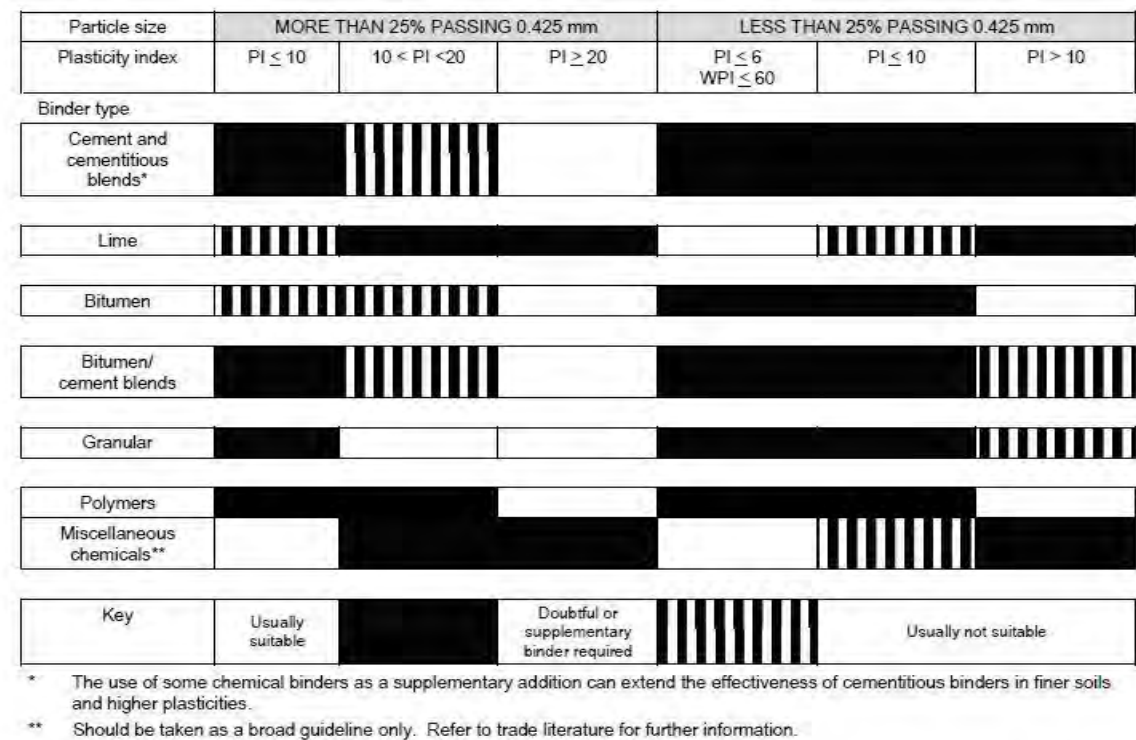 Particle size MORE THAN 25% PASSING 0.425 mm LESS THAN 25% PASSING 0.425 mm
Plasticity index PI ≤ 10 10 < PI <20 PI ≥ 20 PI ≤ 6 PI ≤ 10 PI > 10
WPI ≤ 60
Binder type
Cement and
cementitious
blends*
Lime
Bitumen
Bitumen/
cement blends
Granular
Polymers
Miscellaneous
chemicals**
Key
Usually
suitable
Doubtful or
supplementary
binder required
Usually not suitable
* The use of some chemical binders as a supplementary addition can extend the effectiveness of cementitious binders in finer soils
and higher plasticities.
** Should be taken as a broad guideline only. Refer to trade literature for further information.